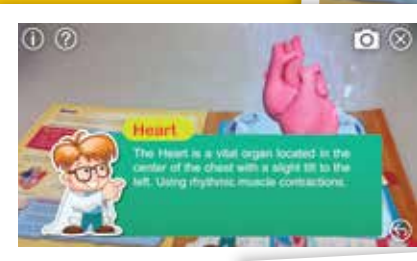 Heart
The Heart is a vital organ located in the
center of the chest with a slight tilt to the
left. Using rhythmic muscle contractions.